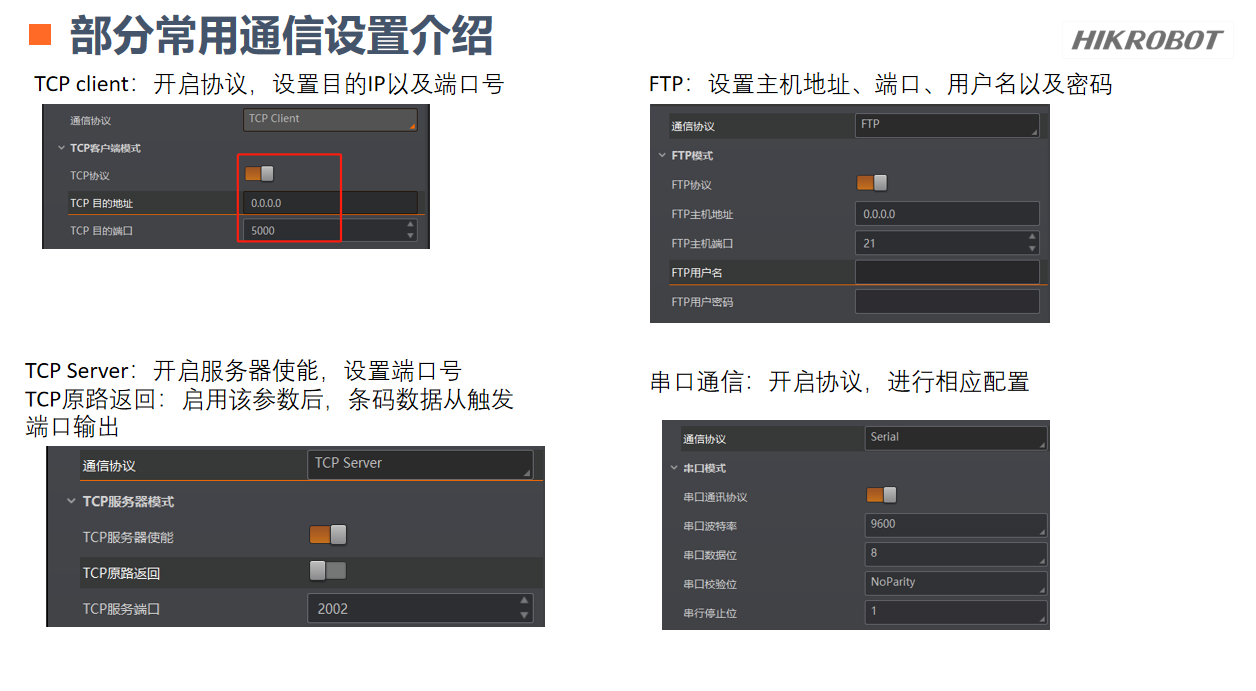 部分常用通信设置介绍
HIKROBOT
TCP client：开启协议，设置目的IP以及端口号
通信协议 TCP Client
TCP客户端模式
TCP协议
TCP 目的地址 0.0.0.0
TCP 目的端口 5000
FTP：设置主机地址、端口、用户名以及密码
通信协议 FTP
FTP模式
FTP协议
FTP主机地址 0.0.0.0
FTP主机端口 21
FTP用户名
FTP用户密码
TCP Server：开启服务器使能，设置端口号
TCP原路返回：启用该参数后，条码数据从触发
端口输出
通信协议 TCP Server
TCP服务器模式
TCP服务器使能
TCP原路返回
TCP服务端口 2002
串口通信：开启协议，进行相应配置
通信协议 Serial
串口模式
串口通讯协议
串口波特率 9600
串口数据位 8
串口校验位 NoParity
串行停止位 1